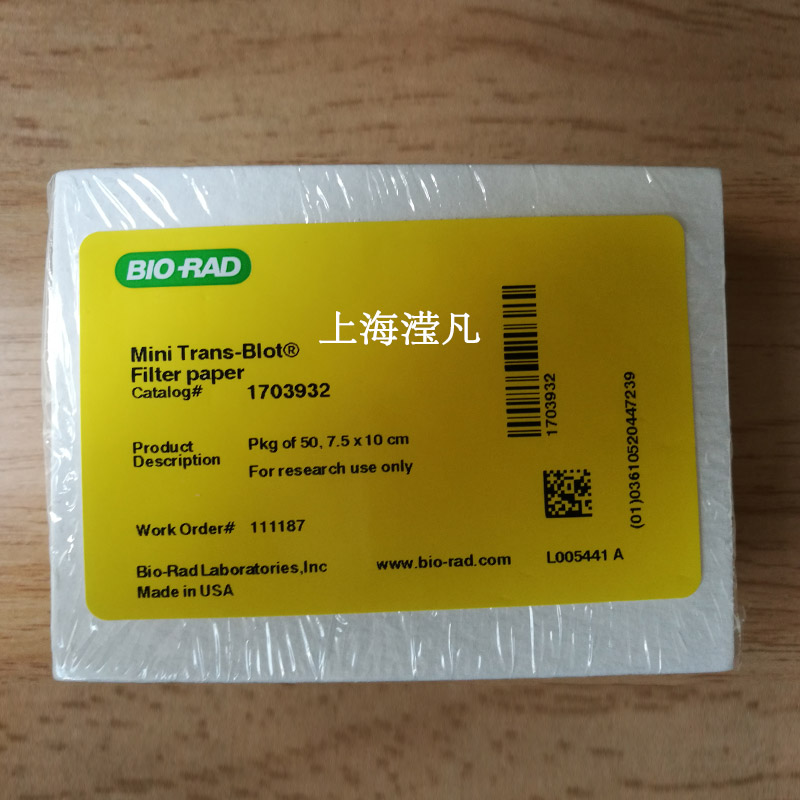 BIO-RAD
上海滢凡
Mini Trans-Blot®
Filter paper
Catalog# 1703932
Product Description
Pkg of 50, 7.5 x 10 cm
For research use only
Work Order# 111187
Bio-Rad Laboratories,Inc
Made in USA
www.bio-rad.com
L005441 A
1703932
(01)03610520447239